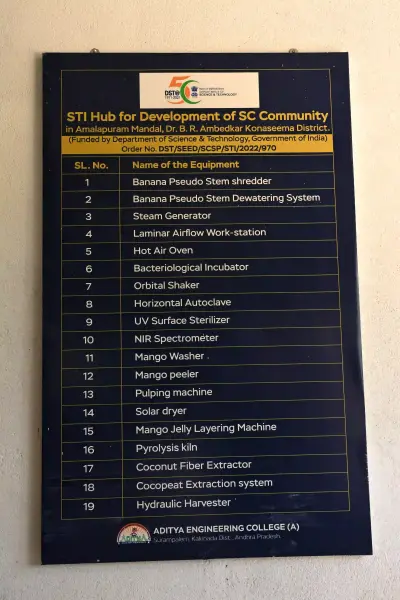 DST@
STI Hub for Development of SC Community
in Amalapuram Mandal, Dr. B. R. Ambedkar Konaseema District.
(Funded by Department of Science & Technology, Government of India)
Order No. DST/SEED/SCSP/STI/2022/970
SL. No. Name of the Equipment
1 Banana Pseudo Stem shredder
2 Banana Pseudo Stem Dewatering System
3 Steam Generator
4 Laminar Airflow Work-station
5 Hot Air Oven
6 Bacteriological Incubator
7 Orbital Shaker
8 Horizontal Autoclave
9 UV Surface Sterilizer
10 NIR Spectrometer
11 Mango Washer
12 Mango peeler
13 Pulping machine
14 Solar dryer
15 Mango Jelly Layering Machine
16 Pyrolysis kiln
17 Coconut Fiber Extractor
18 Cocopeat Extraction system
19 Hydraulic Harvester
ADITYA ENGINEERING COLLEGE (A)
Surampalem, Kakinada Dist., Andhra Pradesh